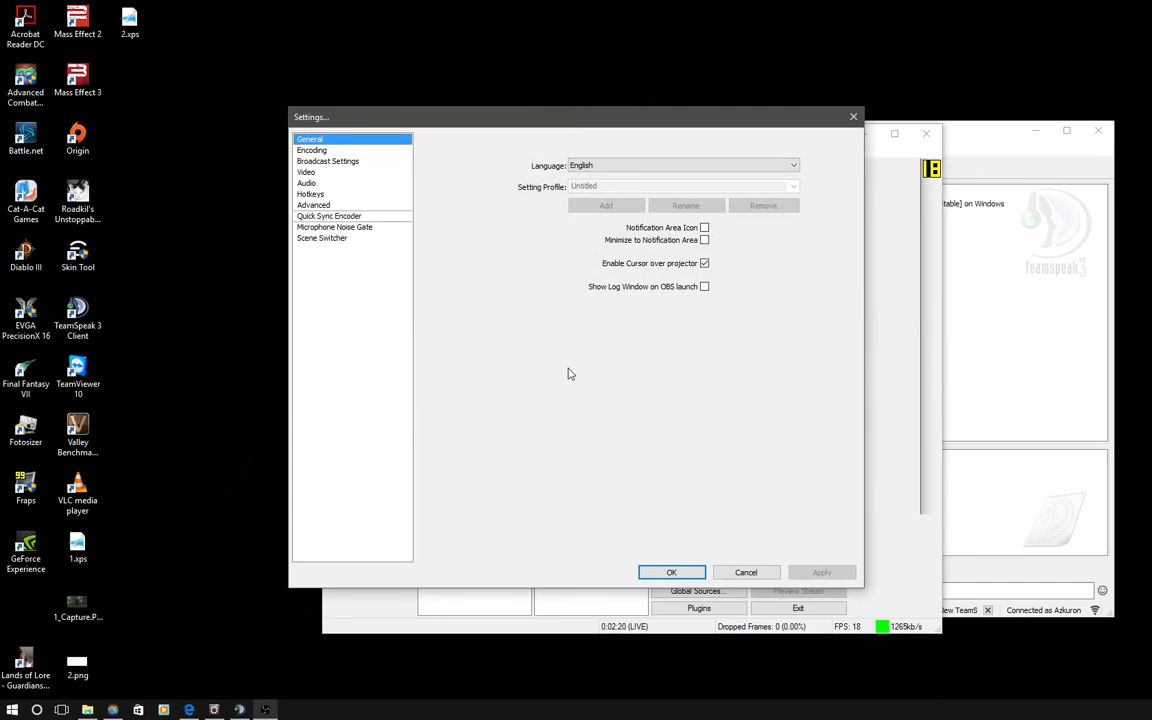 Acrobat
Reader DC
Mass Effect 2
2.xps
Advanced
Combat...
Mass Effect 3
Battle.net
Origin
Cat-A-Cat
Games
Roadkil's
Unstoppab...
Diablo III
Skin Tool
EVGA
PrecisionX 16
TeamSpeak 3
Client
Final Fantasy
VII
TeamViewer
10
Fotosizer
Valley
Benchma...
99
Fraps
VLC media
player
GeForce
Experience
1.xps
1_Capture.P...
Lands of Lore
- Guardians...
2.png
Settings...
General
Encoding
Broadcast Settings
Video
Audio
Hotkeys
Advanced
Quick Sync Encoder
Microphone Noise Gate
Scene Switcher
Language:
English
Setting Profile:
Untitled
Add
Rename
Remove
Notification Area Icon
Minimize to Notification Area
Enable Cursor over projector
Show Log Window on OBS launch
OK
Cancel
Apply
18
table] on Windows
teamspeak 3
Global Sources...
Preview Stream
Plugins
Exit
0:02:20 (LIVE)
Dropped Frames: 0 (0.00%)
FPS: 18
1265kb/s
New TeamS
Connected as Azkuron